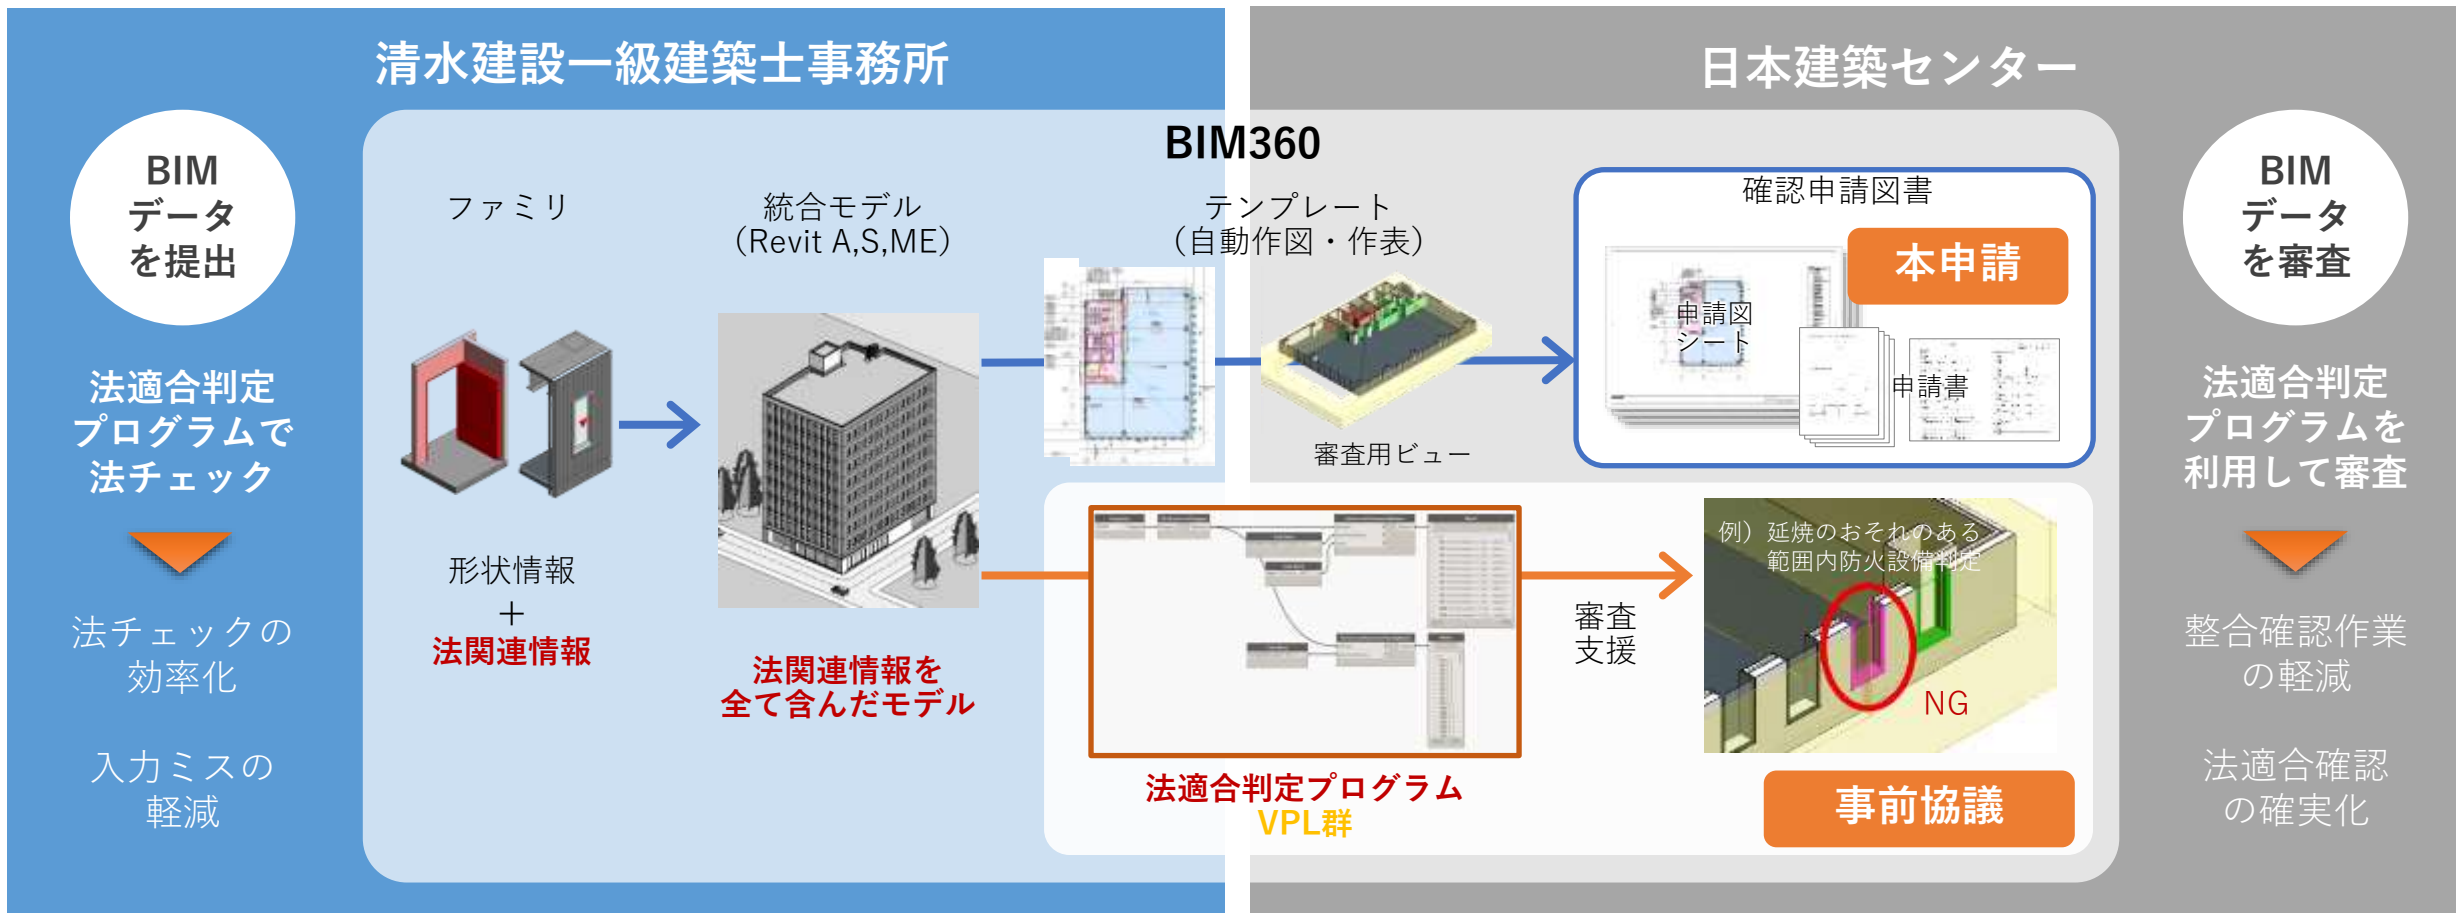 清水建設一級建築士事務所
日本建築センター
BIM
データ
を提出
法適合判定
プログラムで
法チェック
法チェックの
効率化
入力ミスの
軽減
BIM360
ファミリ
形状情報
＋
法関連情報
統合モデル
（Revit A,S,ME）
法関連情報を
全て含んだモデル
テンプレート
（自動作図・作表）
審査用ビュー
確認申請図書
本申請
申請図
シート
申請書
法適合判定プログラム
VPL群
審査
支援
例）延焼のおそれのある
範囲内防火設備判定
NG
事前協議
BIM
データ
を審査
法適合判定
プログラムを
利用して審査
整合確認作業
の軽減
法適合確認
の確実化